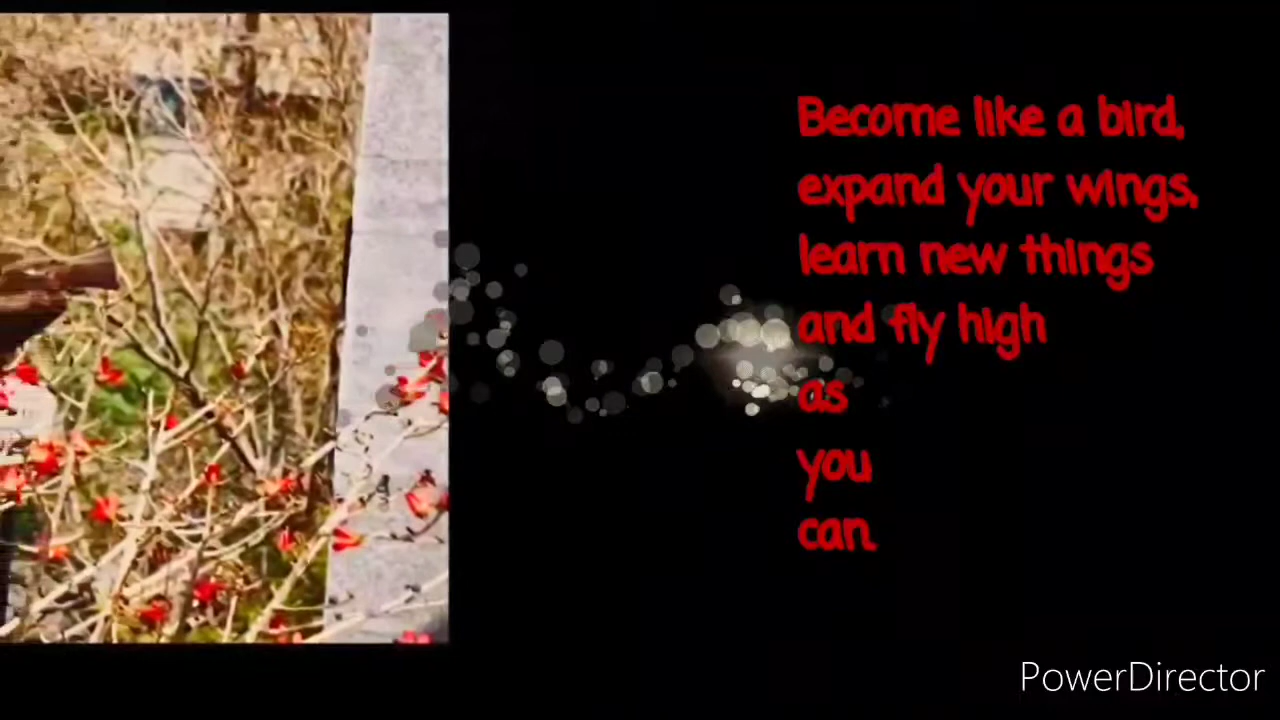 Become like a bird,
expand your wings,
learn new things
and fly high
as
you
can.
PowerDirector